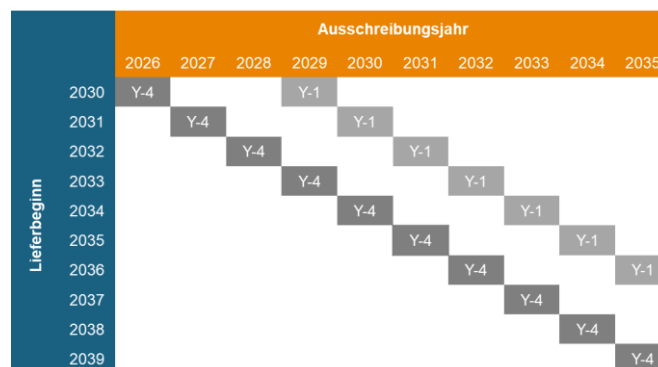 Ausschreibungsjahr
2026 2027 2028 2029 2030 2031 2032 2033 2034 2035
Lieferbeginn
2030 Y-4 Y-1
2031 Y-4 Y-1
2032 Y-4 Y-1
2033 Y-4 Y-1
2034 Y-4 Y-1
2035 Y-4 Y-1
2036 Y-4 Y-1
2037 Y-4
2038 Y-4
2039 Y-4